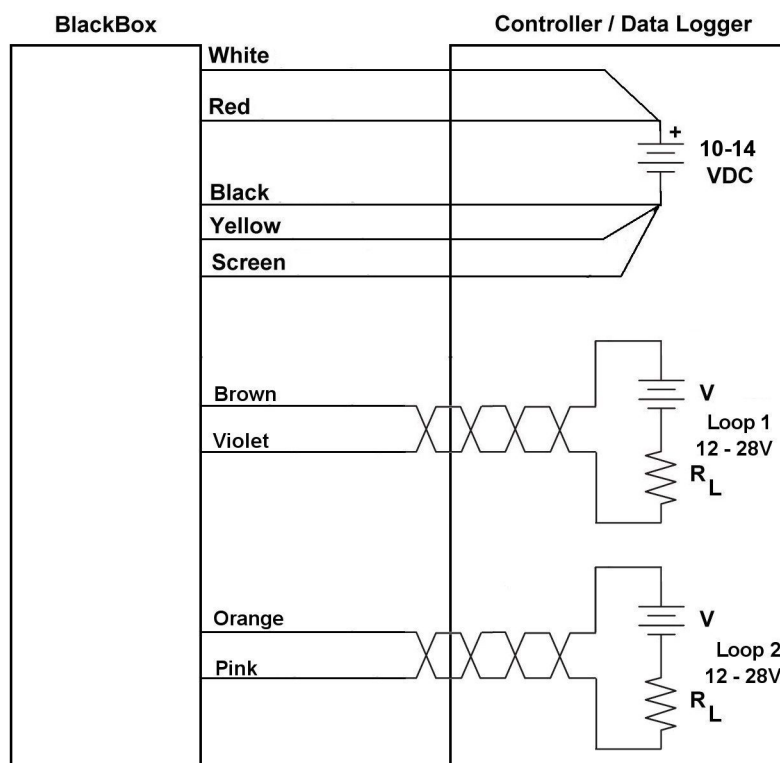 BlackBox
Controller / Data Logger
White
Red
+
10-14
VDC
Black
Yellow
Screen
Brown
V
Loop 1
Violet
12 - 28V
R L
Orange
V
Loop 2
Pink
12 - 28V
R L